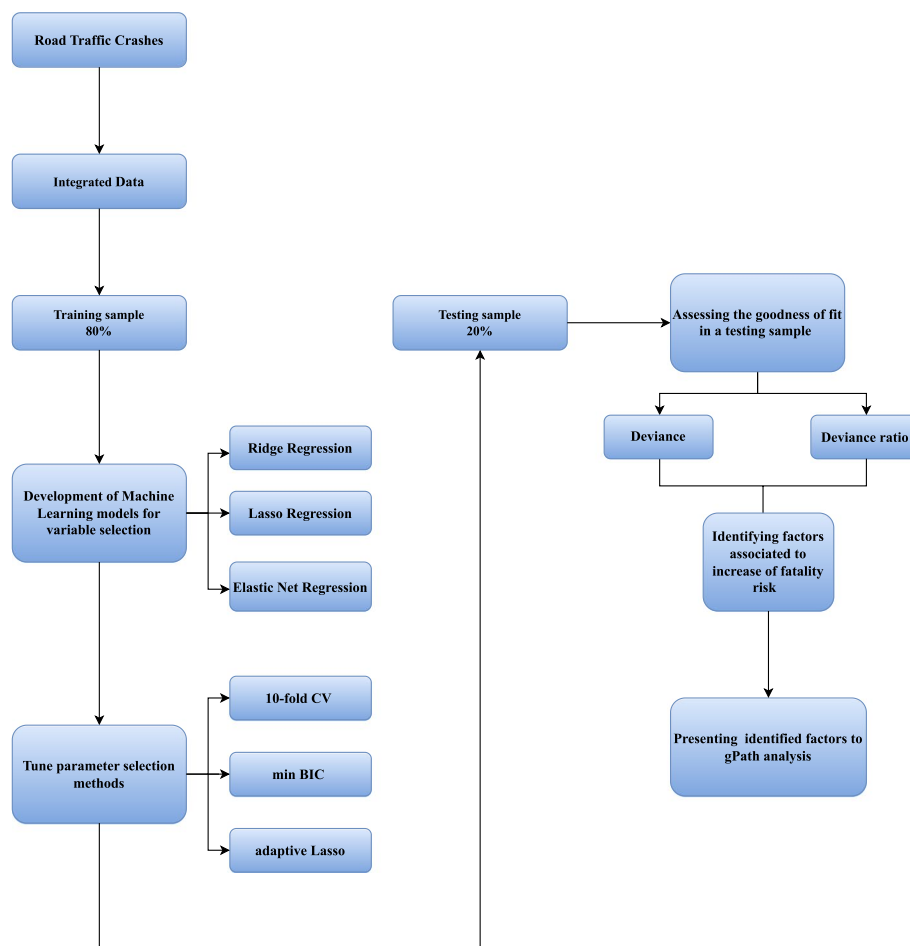 Road Traffic Crashes
Integrated Data
Training sample
80%
Development of Machine
Learning models for
variable selection
Ridge Regression
Lasso Regression
Elastic Net Regression
Tune parameter selection
methods
10-fold CV
min BIC
adaptive Lasso
Testing sample
20%
Assessing the goodness of fit
in a testing sample
Deviance
Deviance ratio
Identifying factors
associated to
increase of fatality
risk
Presenting identified factors to
gPath analysis